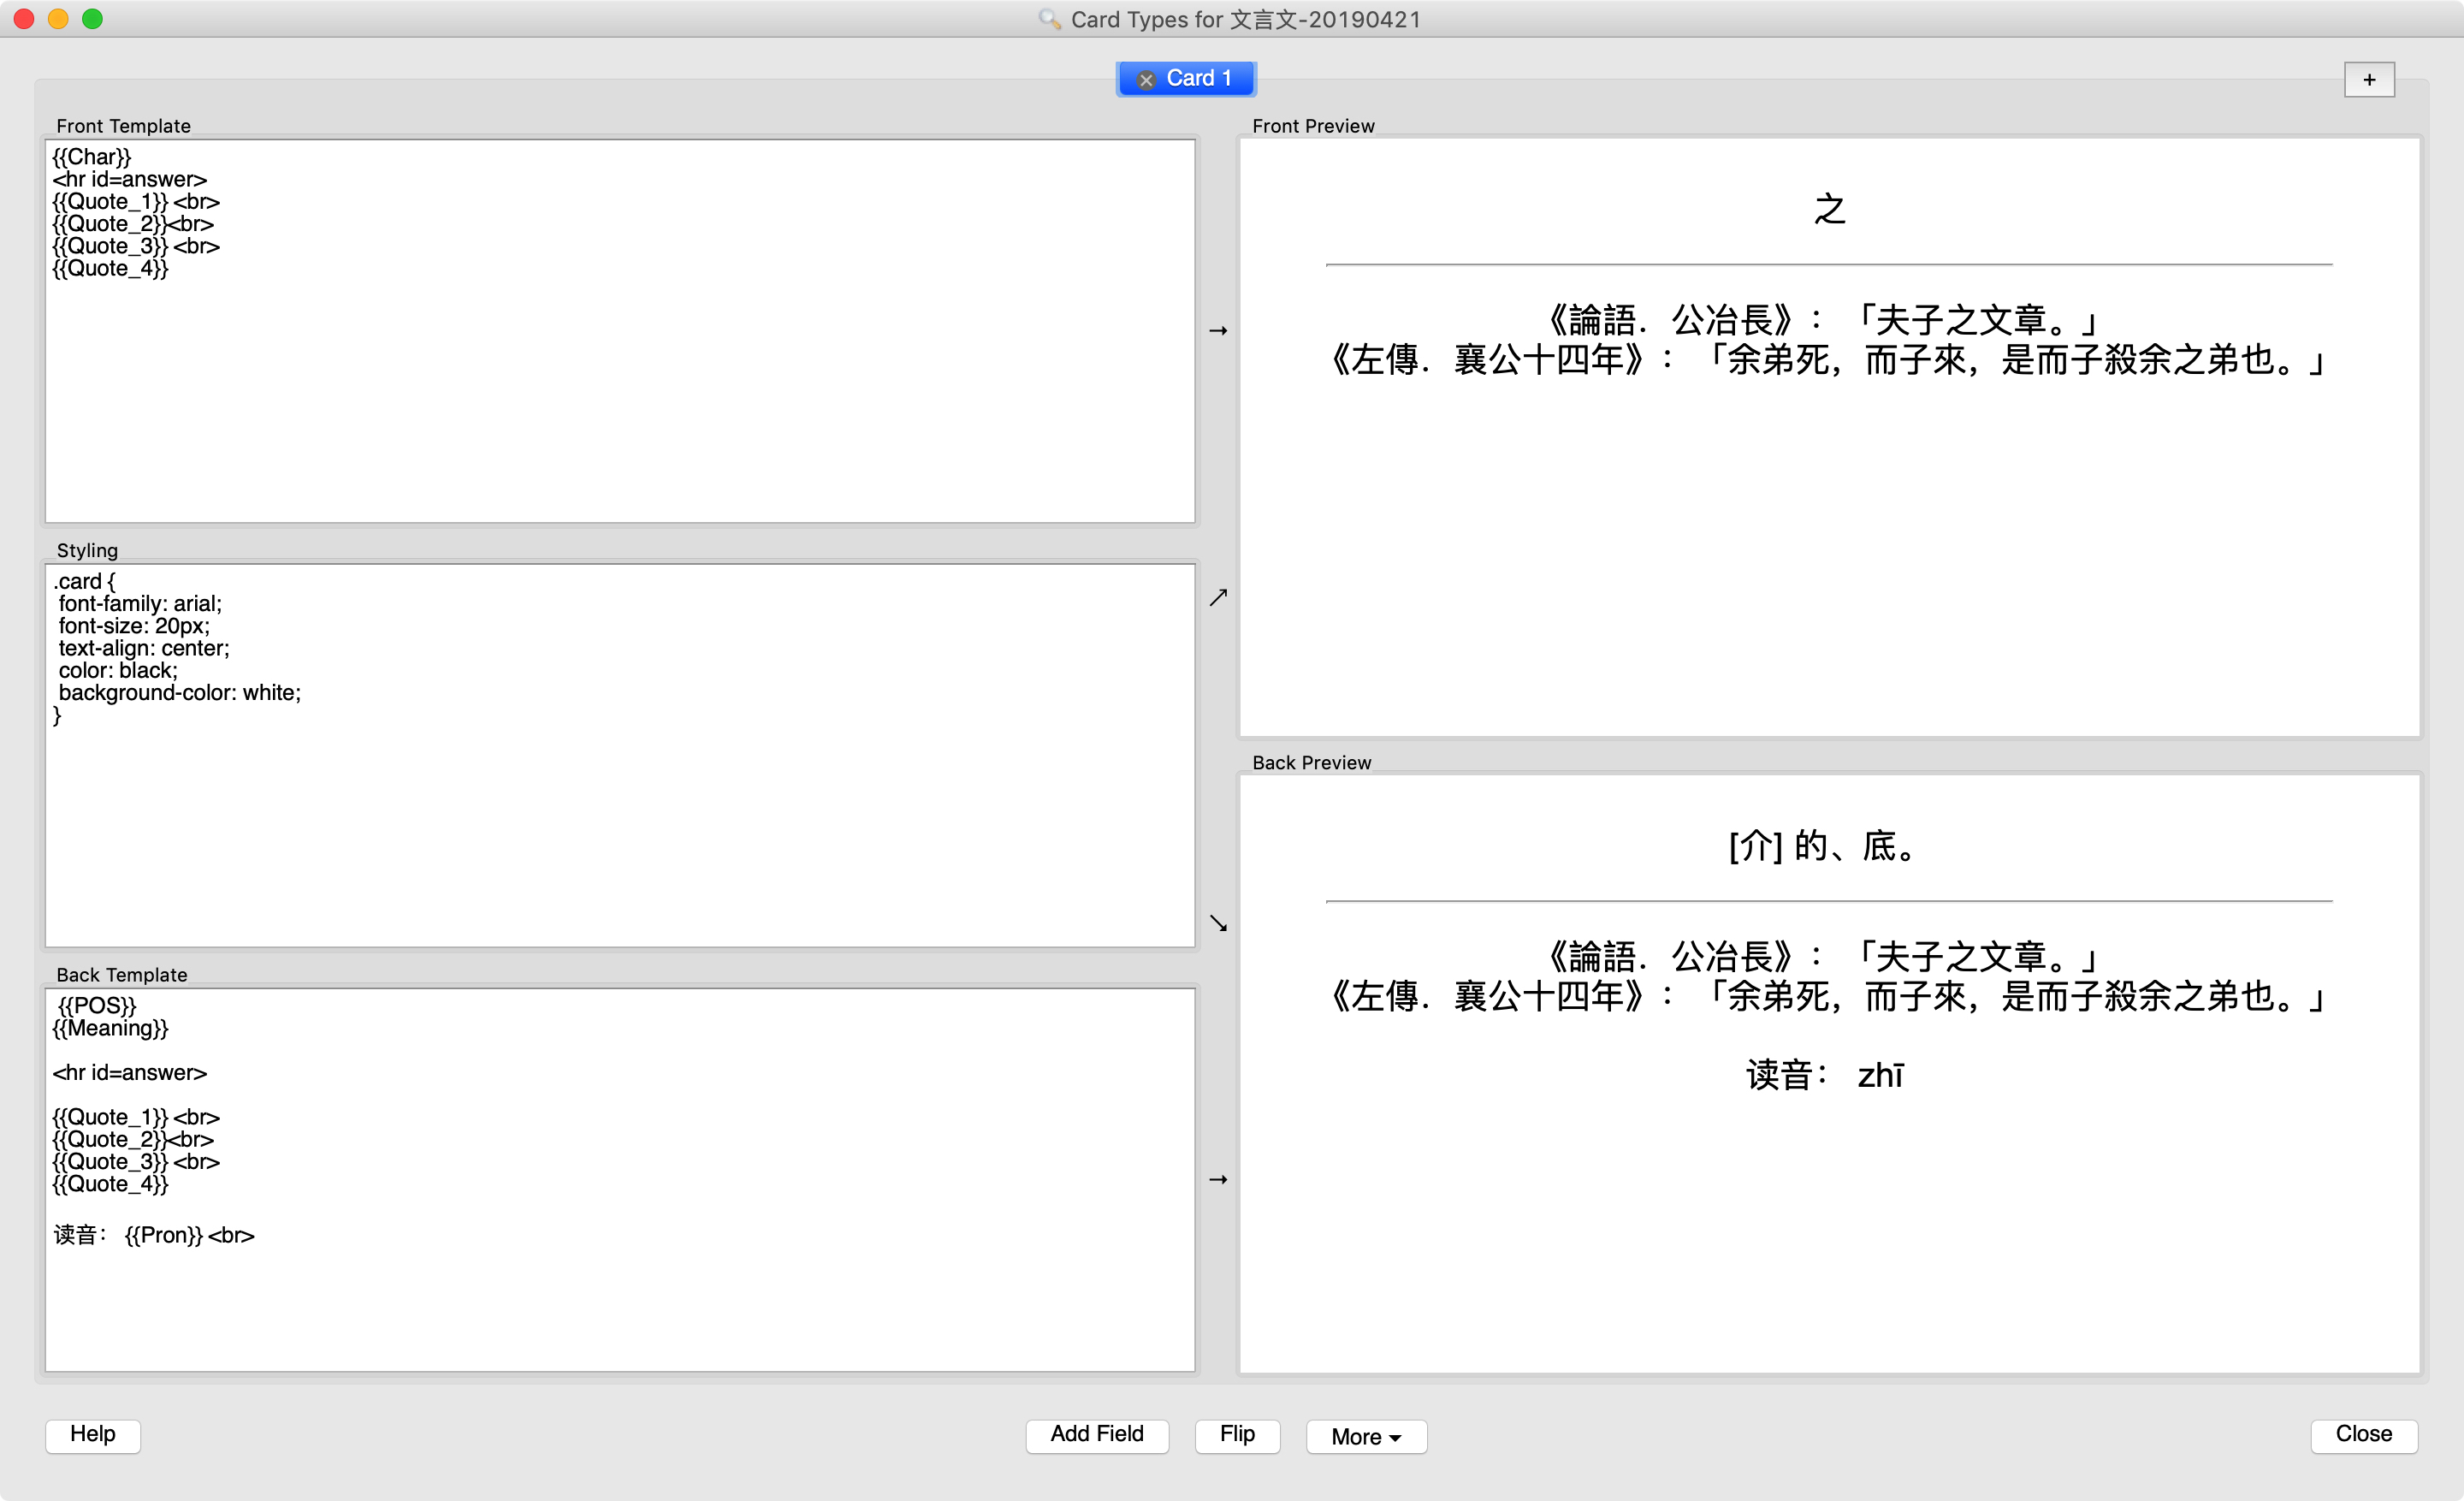 Card Types for 文言文-20190421
Card 1
+
Front Template
{{Char}}
<hr id=answer>
{{Quote_1}} <br>
{{Quote_2}}<br>
{{Quote_3}} <br>
{{Quote_4}}
Styling
.card {
font-family: arial;
font-size: 20px;
text-align: center;
color: black;
background-color: white;
}
Back Template
{{POS}}
{{Meaning}}
<hr id=answer>
{{Quote_1}} <br>
{{Quote_2}}<br>
{{Quote_3}} <br>
{{Quote_4}}
读音： {{Pron}} <br>
→
↗
↘
→
Front Preview
之
《論語．公冶長》：「夫子之文章。」
《左傳．襄公十四年》：「余弟死，而子來，是而子殺余之弟也。」
Back Preview
[介] 的、底。
《論語．公冶長》：「夫子之文章。」
《左傳．襄公十四年》：「余弟死，而子來，是而子殺余之弟也。」
读音： zhī
Help
Add Field
Flip
More
Close